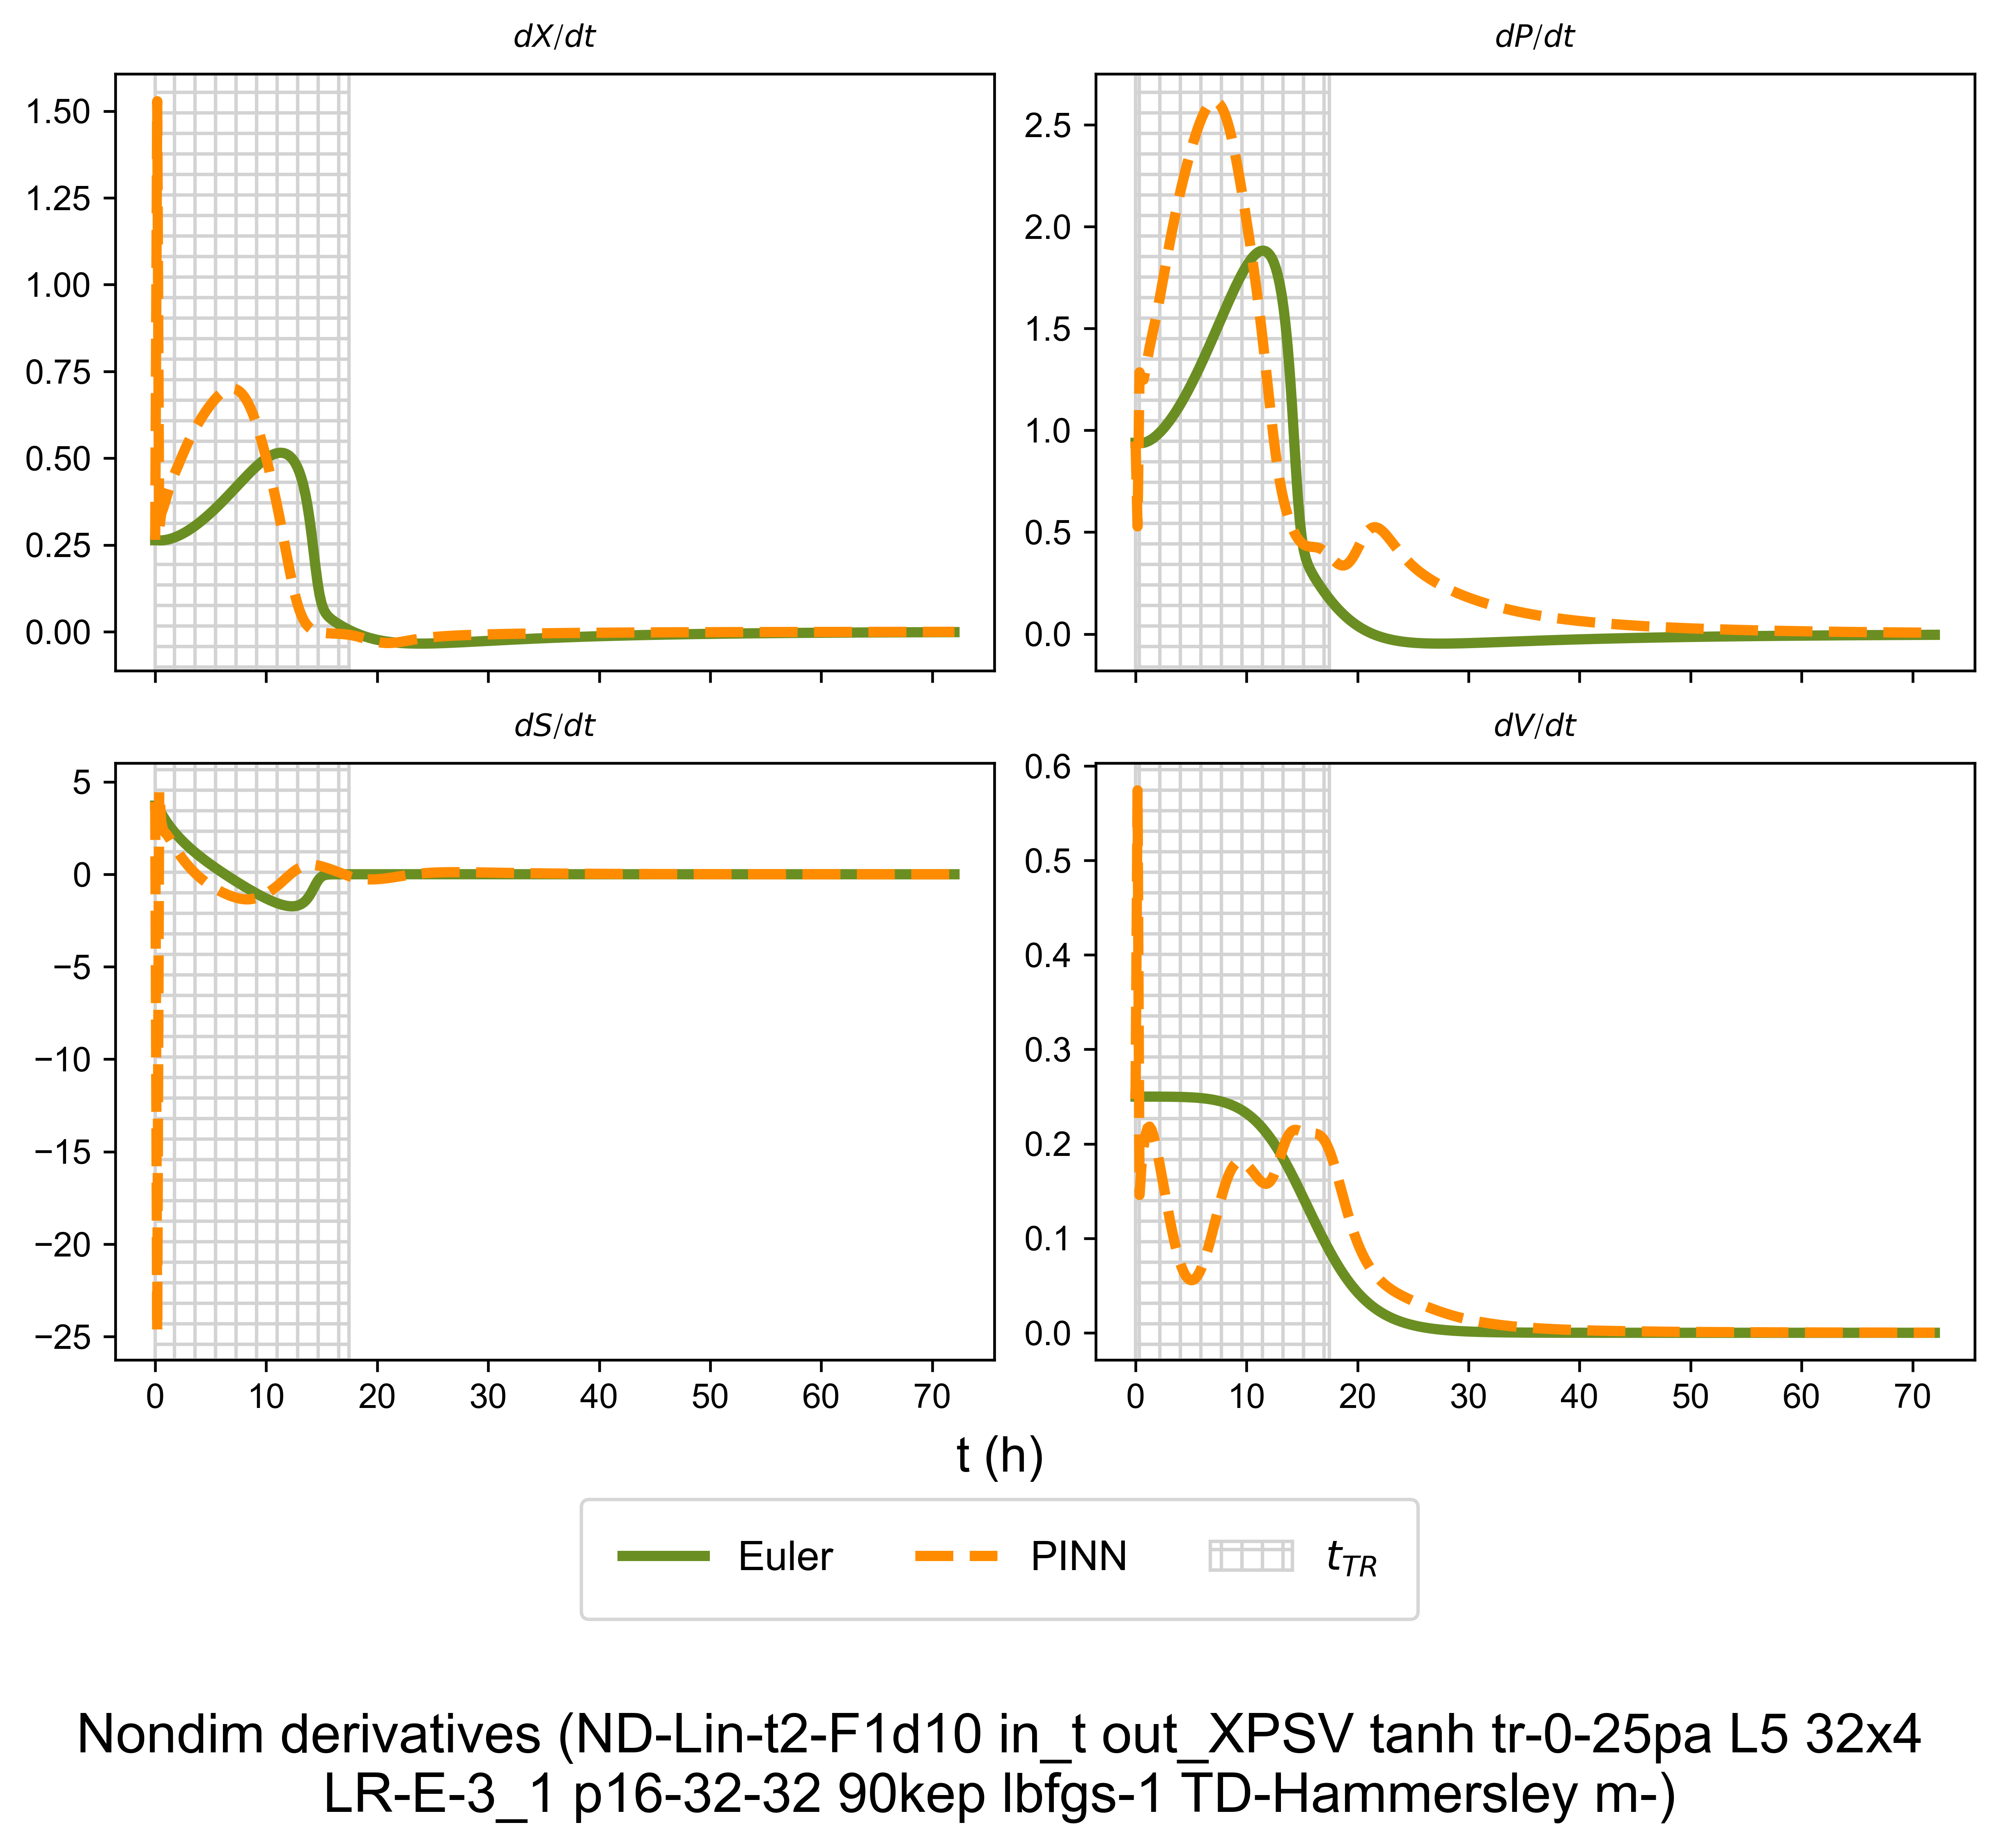 dX/dt
dP/dt
1.50
1.25
1.00
0.75
0.50
0.25
0.00
2.5
2.0
1.5
1.0
0.5
0.0
dS/dt
dV/dt
5
0
−5
−10
−15
−20
−25
0 10 20 30 40 50 60 70
0.6
0.5
0.4
0.3
0.2
0.1
0.0
0 10 20 30 40 50 60 70
t (h)
Euler PINN t_TR
Nondim derivatives (ND-Lin-t2-F1d10 in_t out_XPSV tanh tr-0-25pa L5 32x4
LR-E-3_1 p16-32-32 90kep lbfgs-1 TD-Hammersley m-)